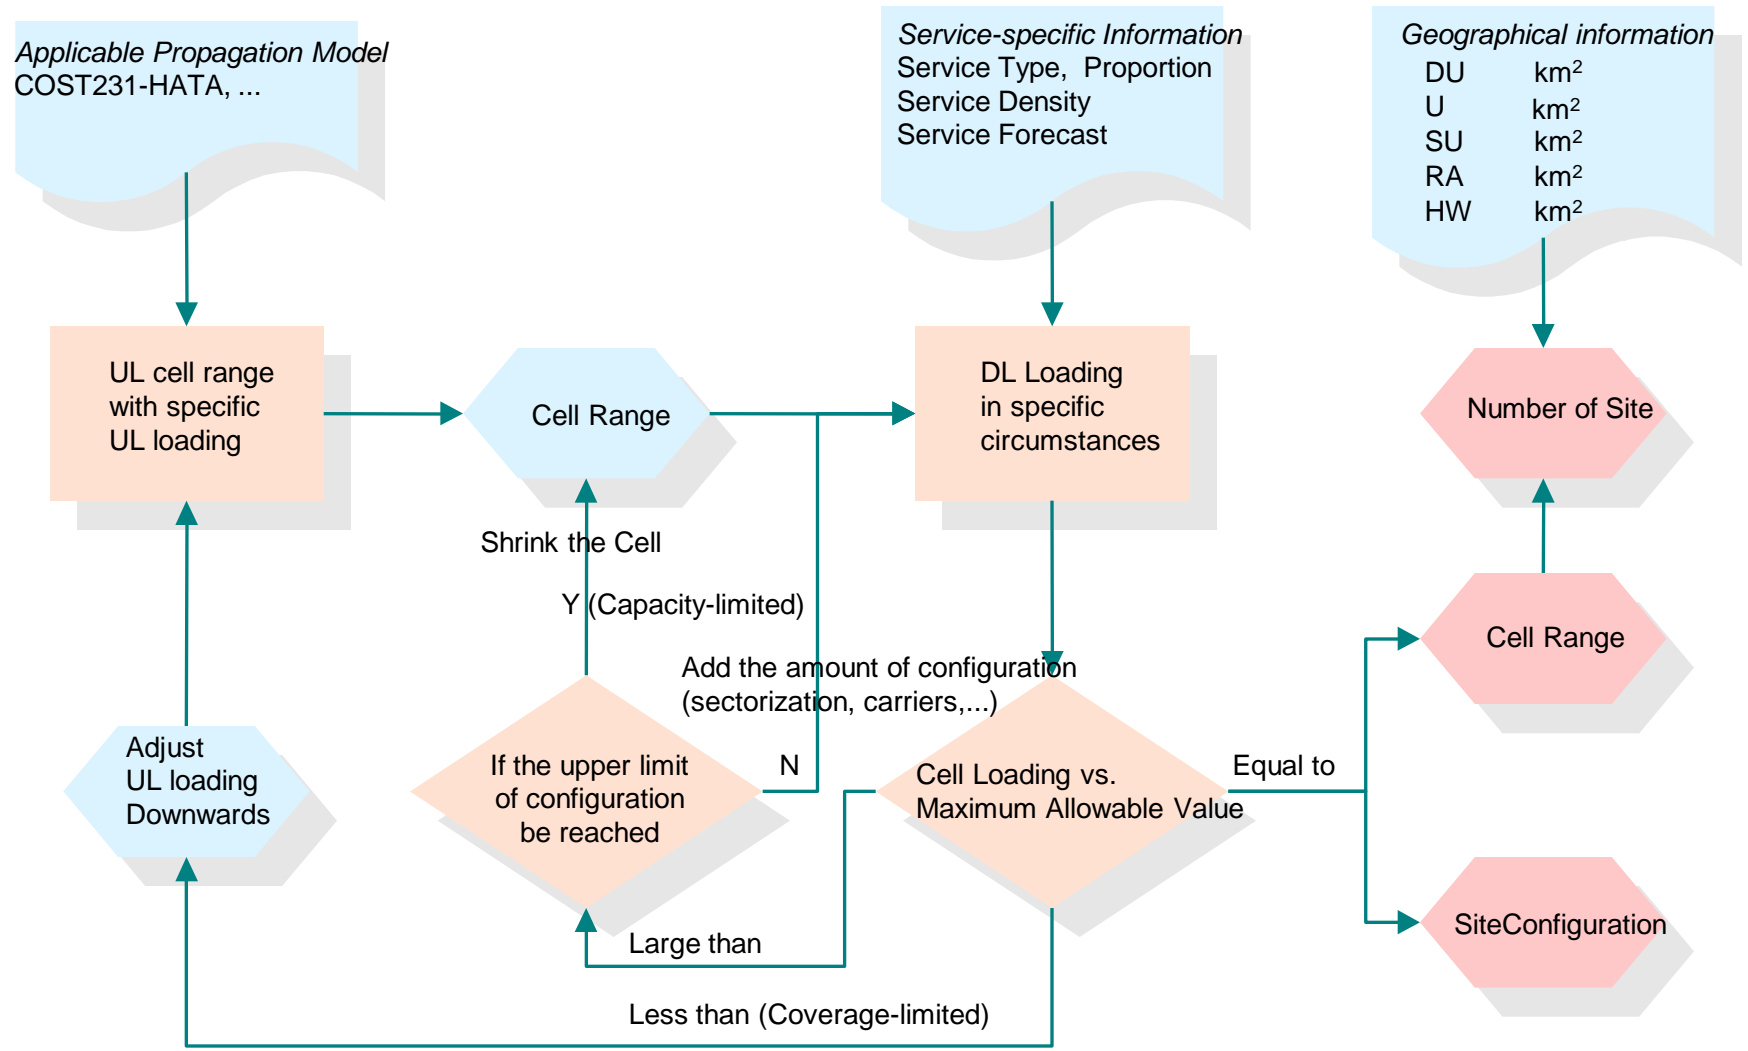 Applicable Propagation Model
COST231-HATA, ...
Service-specific Information
Service Type,  Proportion
Service Density
Service Forecast
Geographical information
DU km²
U km²
SU km²
RA km²
HW km²
UL cell range
with specific
UL loading
Cell Range
DL Loading
in specific
circumstances
Number of Site
Shrink the Cell
Y (Capacity-limited)
Add the amount of configuration
(sectorization, carriers,...)
Cell Range
Adjust
UL loading
Downwards
If the upper limit
of configuration
be reached
N
Cell Loading vs.
Maximum Allowable Value
Equal to
SiteConfiguration
Large than
Less than (Coverage-limited)